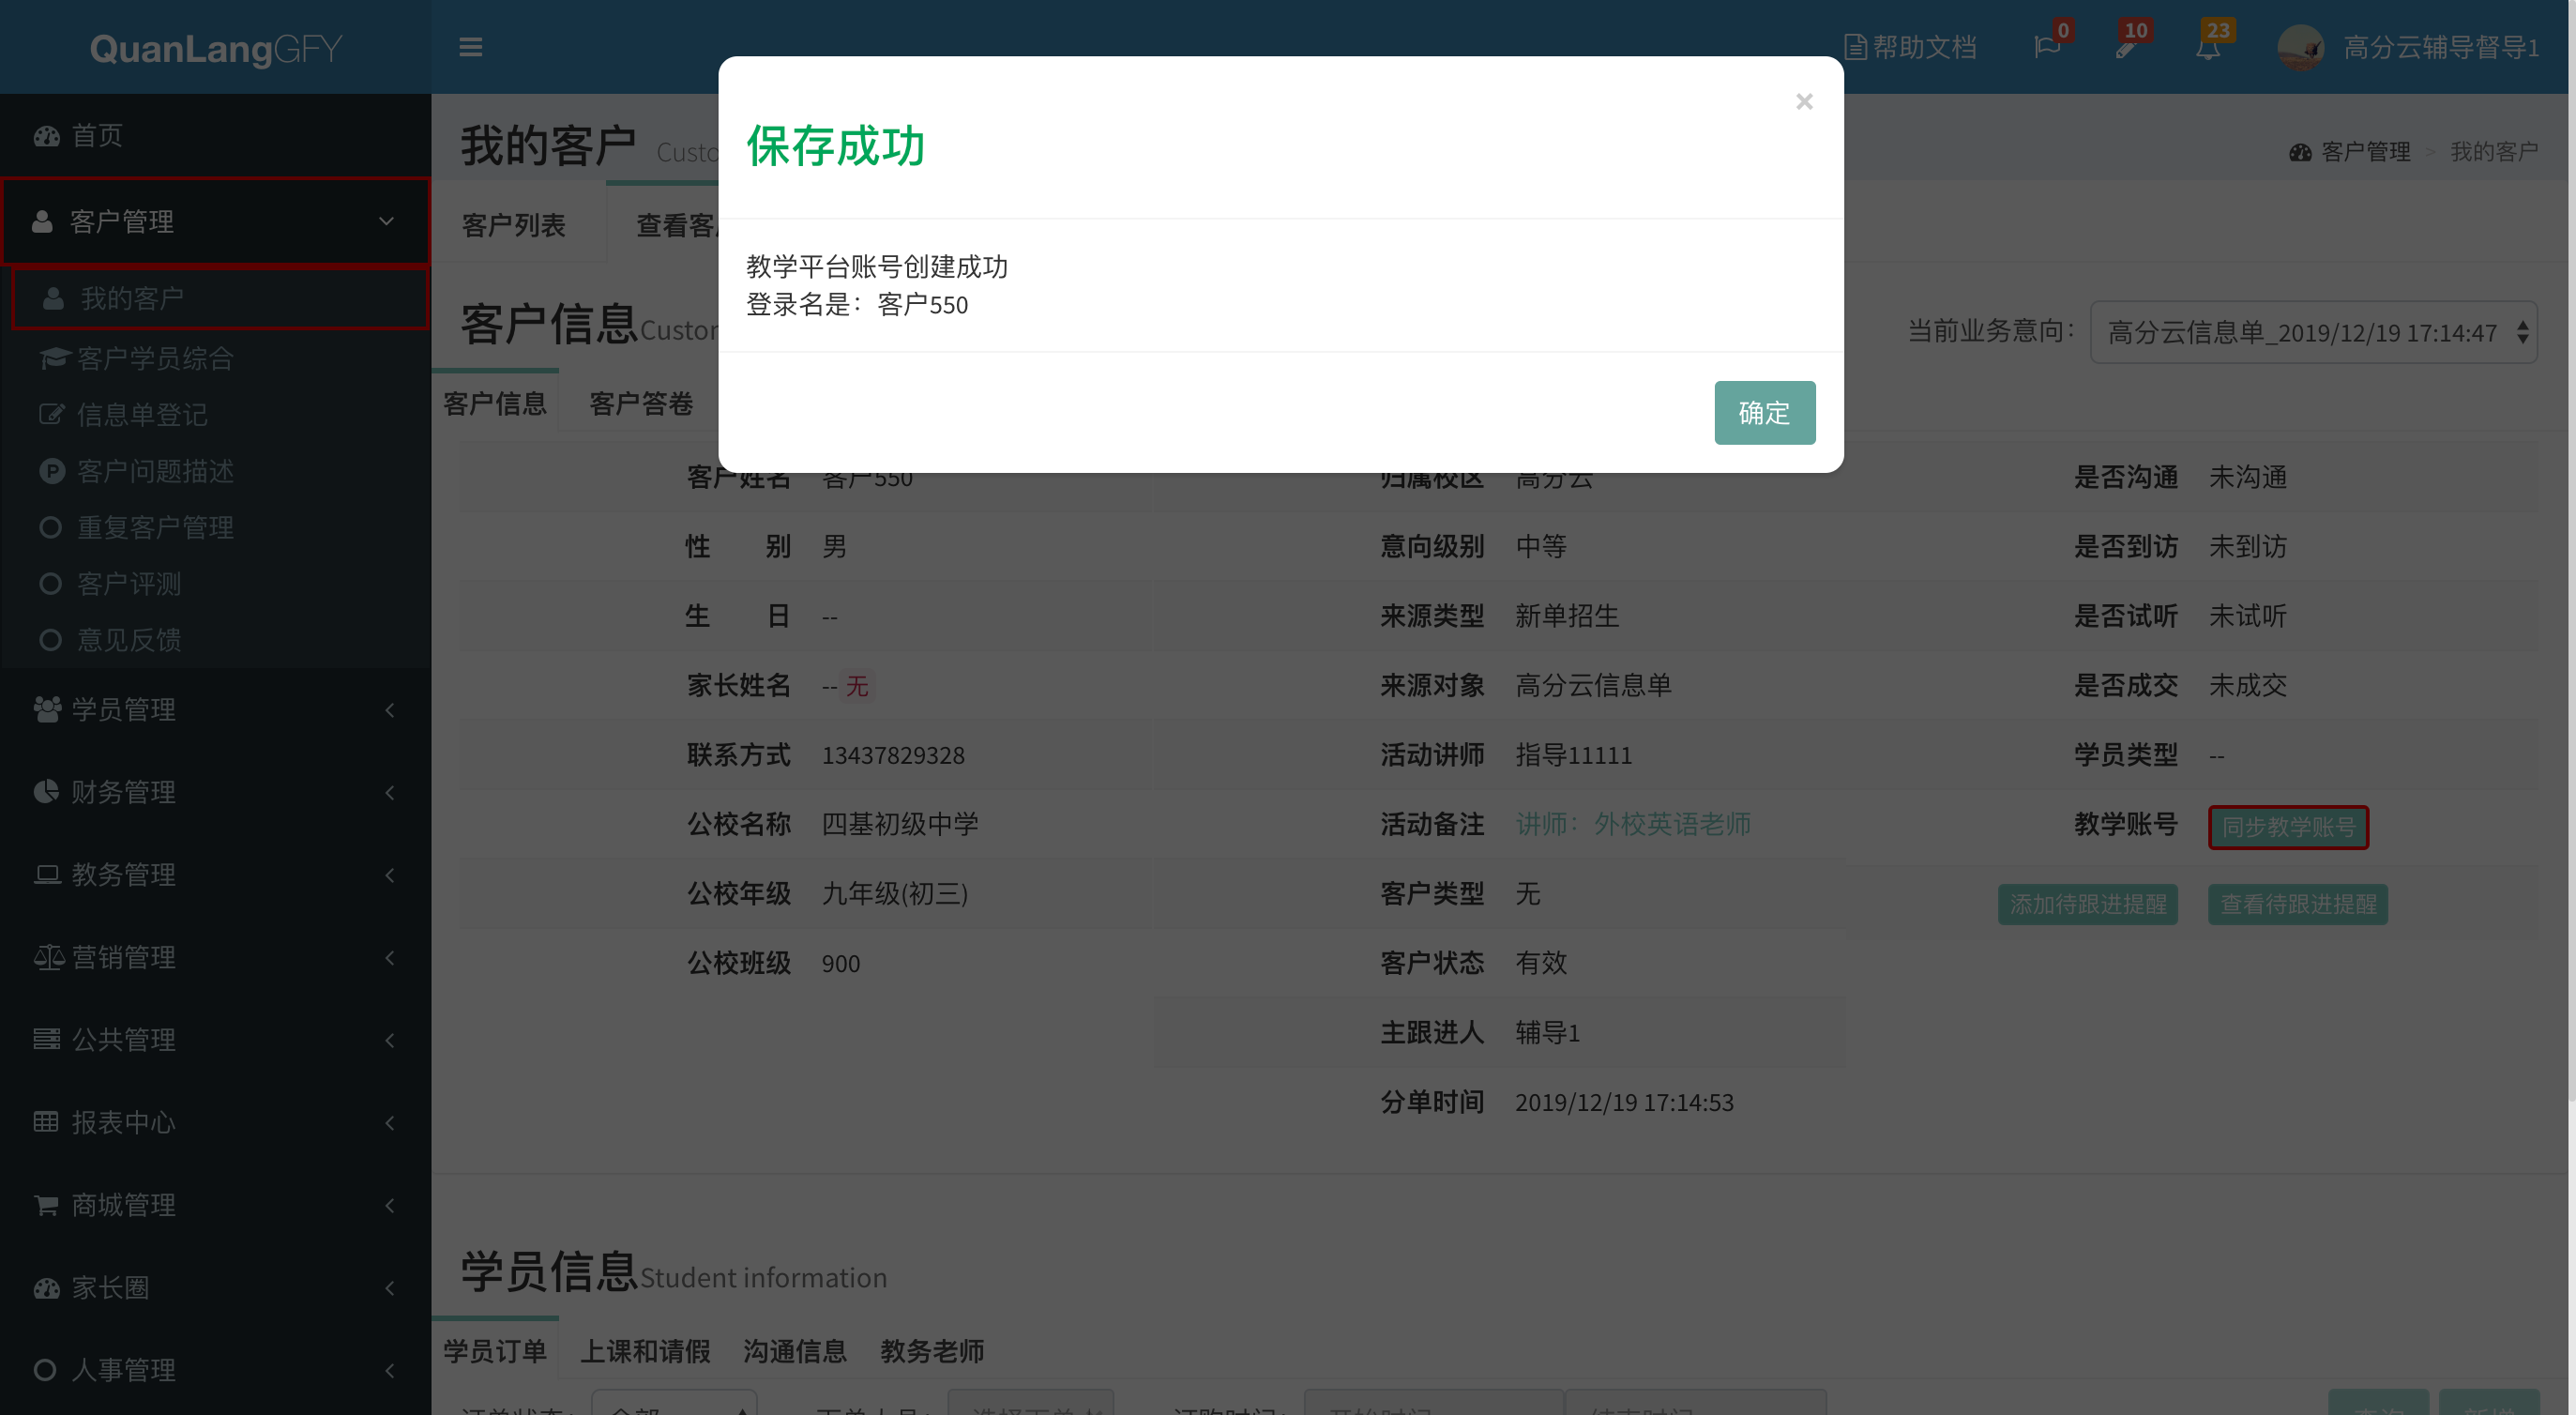 QuanLangGFY
帮助文档
0
10
23
高分云辅导督导1
首页
客户管理
我的客户
客户学员综合
信息单登记
客户问题描述
重复客户管理
客户评测
意见反馈
学员管理
财务管理
教务管理
营销管理
公共管理
报表中心
商城管理
家长圈
人事管理
我的客户 Custo
客户管理 > 我的客户
客户列表
查看客
保存成功
×
教学平台账号创建成功
登录名是：客户550
确定
客户信息Custor
当前业务意向：
高分云信息单_2019/12/19 17:14:47
客户信息
客户答卷
客户姓名 客户550
归属校区 高分云
是否沟通 未沟通
性 别 男
意向级别 中等
是否到访 未到访
生 日 --
来源类型 新单招生
是否试听 未试听
家长姓名 -- 无
来源对象 高分云信息单
是否成交 未成交
联系方式 13437829328
活动讲师 指导11111
学员类型 --
公校名称 四基初级中学
活动备注 讲师：外校英语老师
教学账号 同步教学账号
公校年级 九年级(初三)
客户类型 无
添加待跟进提醒 查看待跟进提醒
公校班级 900
客户状态 有效
主跟进人 辅导1
分单时间 2019/12/19 17:14:53
学员信息Student information
学员订单 上课和请假 沟通信息 教务老师